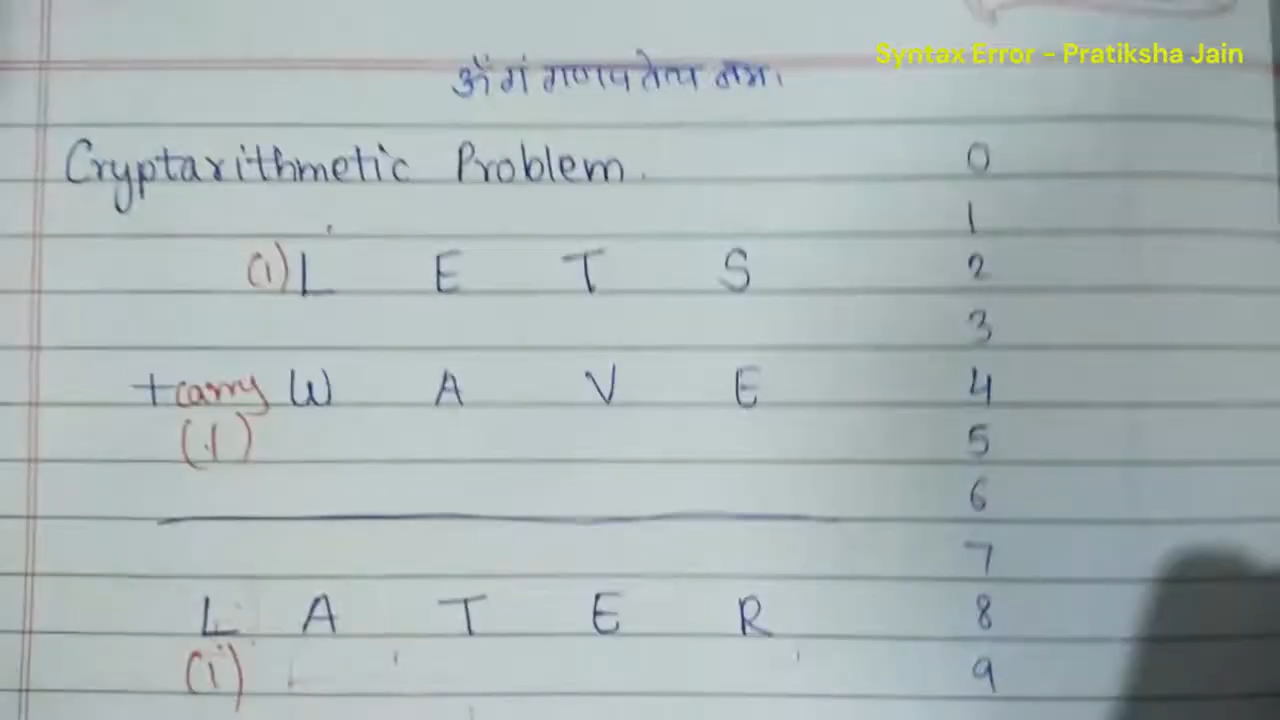 Syntax Error - Pratiksha Jain
ॐ गं गणपतेत्य नमः।
Cryptarithmetic Problem.
0
1
(1) L E T S 2
3
+ carry W A V E 4
(1) 5
6
7
L A T E R 8
(1) 9